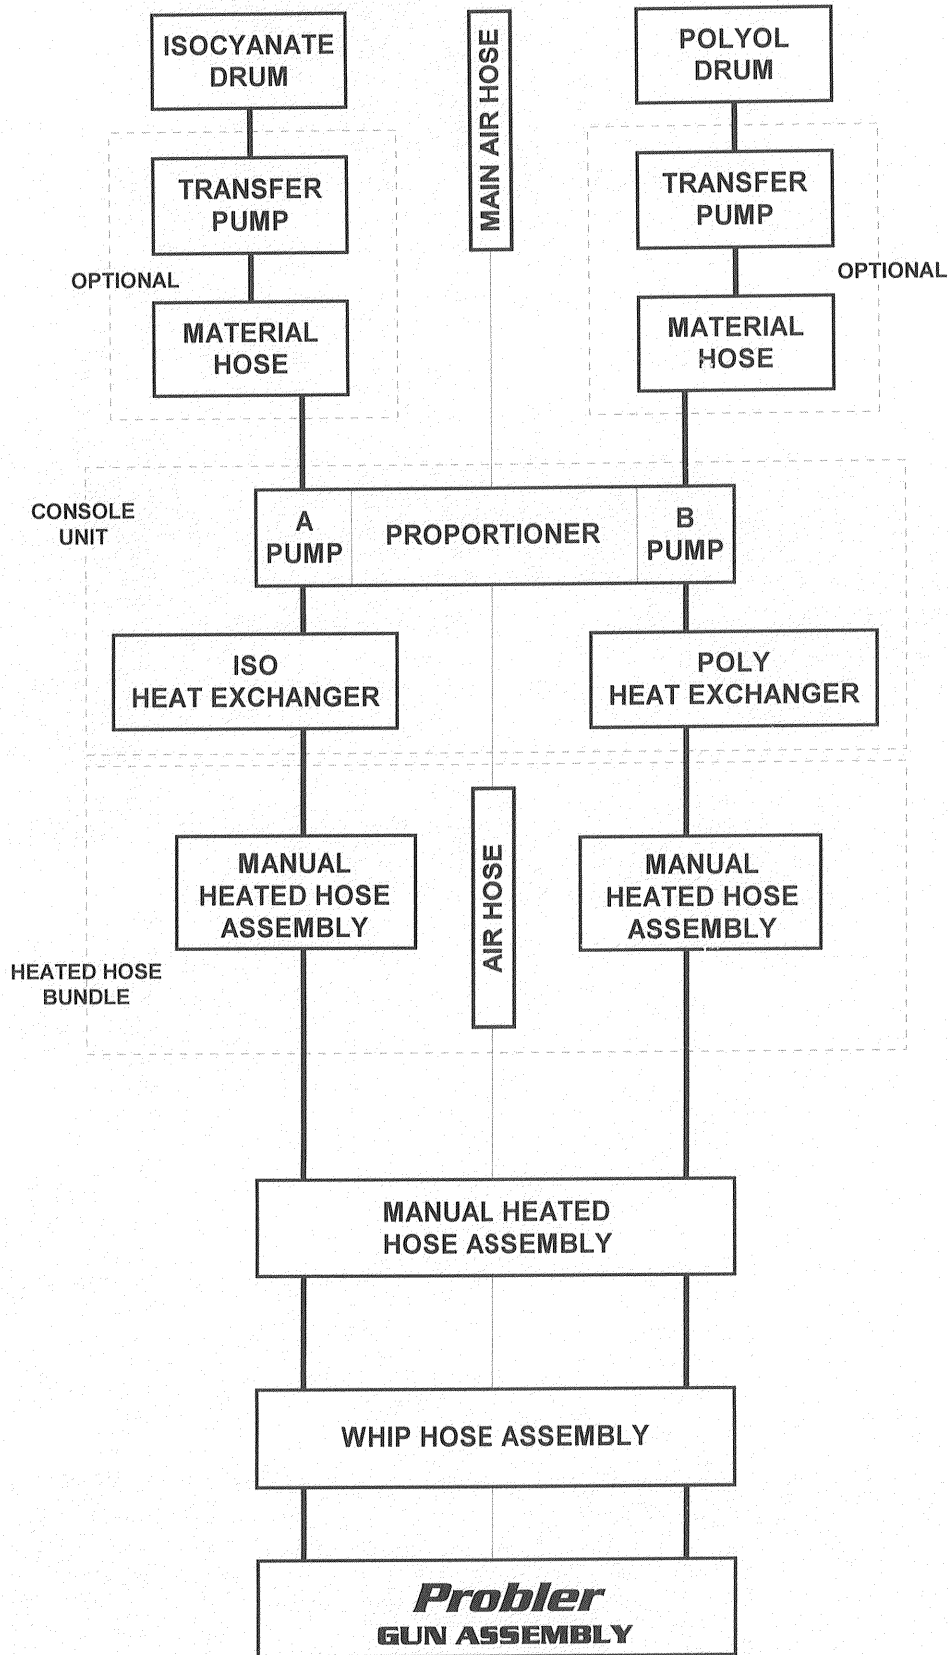 ISOCYANATE
DRUM
MAIN AIR HOSE
POLYOL
DRUM
TRANSFER
PUMP
TRANSFER
PUMP
OPTIONAL
OPTIONAL
MATERIAL
HOSE
MATERIAL
HOSE
CONSOLE
UNIT
A
PUMP
PROPORTIONER
B
PUMP
ISO
HEAT EXCHANGER
POLY
HEAT EXCHANGER
MANUAL
HEATED HOSE
ASSEMBLY
AIR HOSE
MANUAL
HEATED HOSE
ASSEMBLY
HEATED HOSE
BUNDLE
MANUAL HEATED
HOSE ASSEMBLY
WHIP HOSE ASSEMBLY
Probler
GUN ASSEMBLY